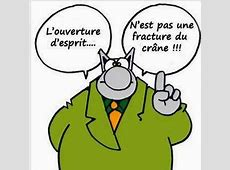 L'ouverture
d'esprit....
N'est pas une
fracture du
crâne !!!